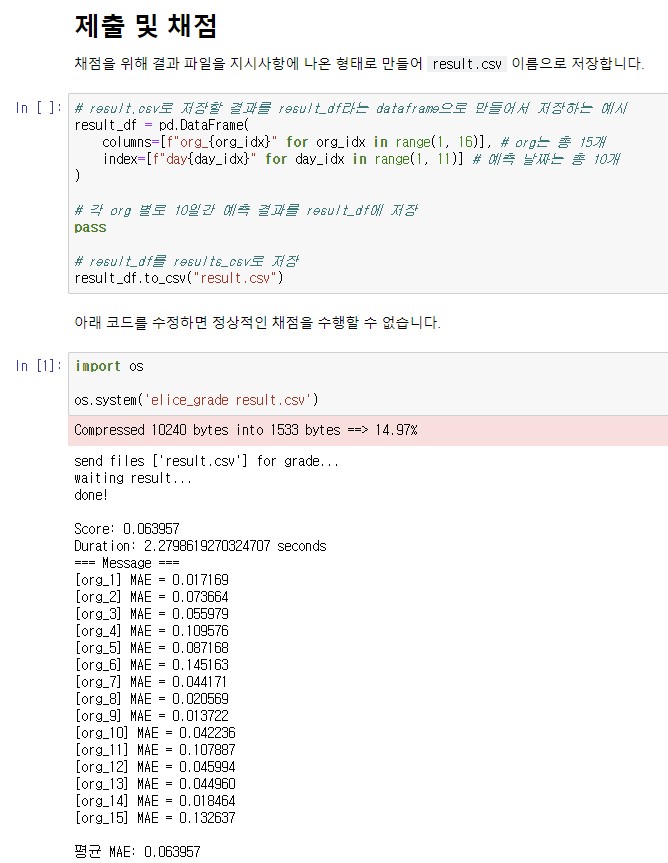 제출 및 채점
채점을 위해 결과 파일을 지시사항에 나온 형태로 만들어 result.csv 이름으로 저장합니다.
In [ ]:
# result.csv로 저장할 결과를 result_df라는 dataframe으로 만들어서 저장하는 예시
result_df = pd.DataFrame(
    columns=[f"org_{org_idx}" for org_idx in range(1, 16)], # org는 총 15개
    index=[f"day{day_idx}" for day_idx in range(1, 11)] # 예측 날짜는 총 10개
)
# 각 org 별로 10일간 예측 결과를 result_df에 저장
pass
# result_df를 results_csv로 저장
result_df.to_csv("result.csv")
아래 코드를 수정하면 정상적인 채점을 수행할 수 없습니다.
In [1]:
import os
os.system('elice_grade result.csv')
Compressed 10240 bytes into 1533 bytes ==> 14.97%
send files ['result.csv'] for grade...
waiting result...
done!
Score: 0.063957
Duration: 2.2798619270324707 seconds
=== Message ===
[org_1] MAE = 0.017169
[org_2] MAE = 0.073664
[org_3] MAE = 0.055979
[org_4] MAE = 0.109576
[org_5] MAE = 0.087168
[org_6] MAE = 0.145163
[org_7] MAE = 0.044171
[org_8] MAE = 0.020569
[org_9] MAE = 0.013722
[org_10] MAE = 0.042236
[org_11] MAE = 0.107887
[org_12] MAE = 0.045994
[org_13] MAE = 0.044960
[org_14] MAE = 0.018464
[org_15] MAE = 0.132637
평균 MAE: 0.063957